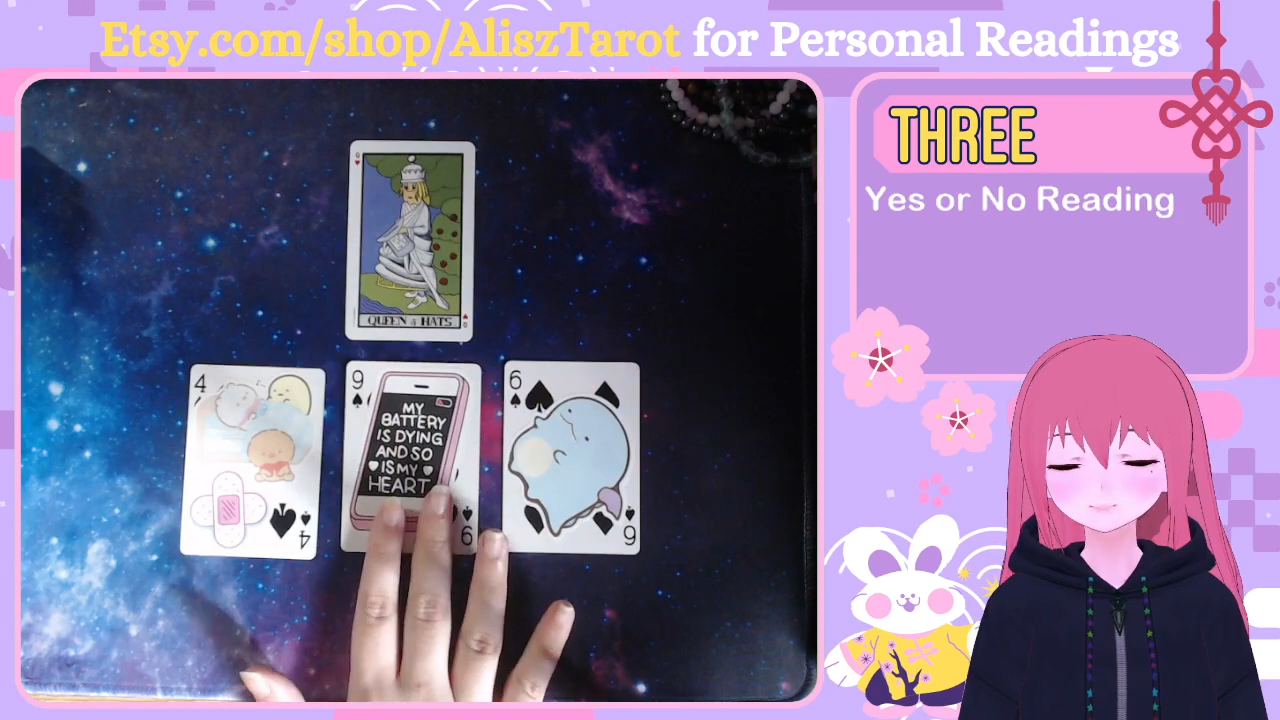 Etsy.com/shop/AliszTarot for Personal Readings
THREE
Yes or No Reading
Q
QUEEN of HATS
Q
4
4
9
MY
BATTERY
IS DYING
AND SO
IS MY
HEART
9
6
6